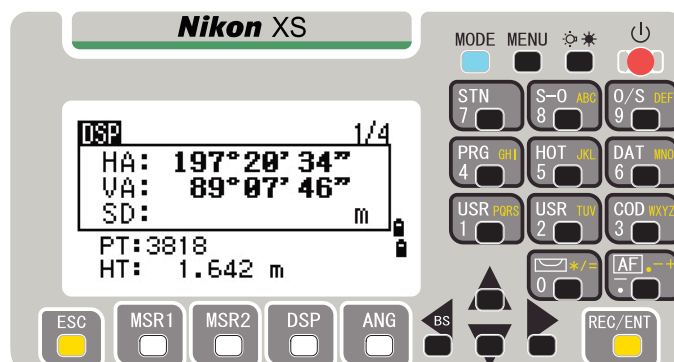 Nikon XS
MODE MENU
DSP 1/4
HA: 197°20'34"
VA: 89°07'46"
SD: m
PT:3818
HT: 1.642 m
STN 7
S-O ABC 8
O/S DEF 9
PRG GHI 4
HOT JKL 5
DAT MNO 6
USR PQRS 1
USR TUV 2
COD WXYZ 3
*/= 0
AF .-+ .
ESC MSR1 MSR2 DSP ANG BS REC/ENT